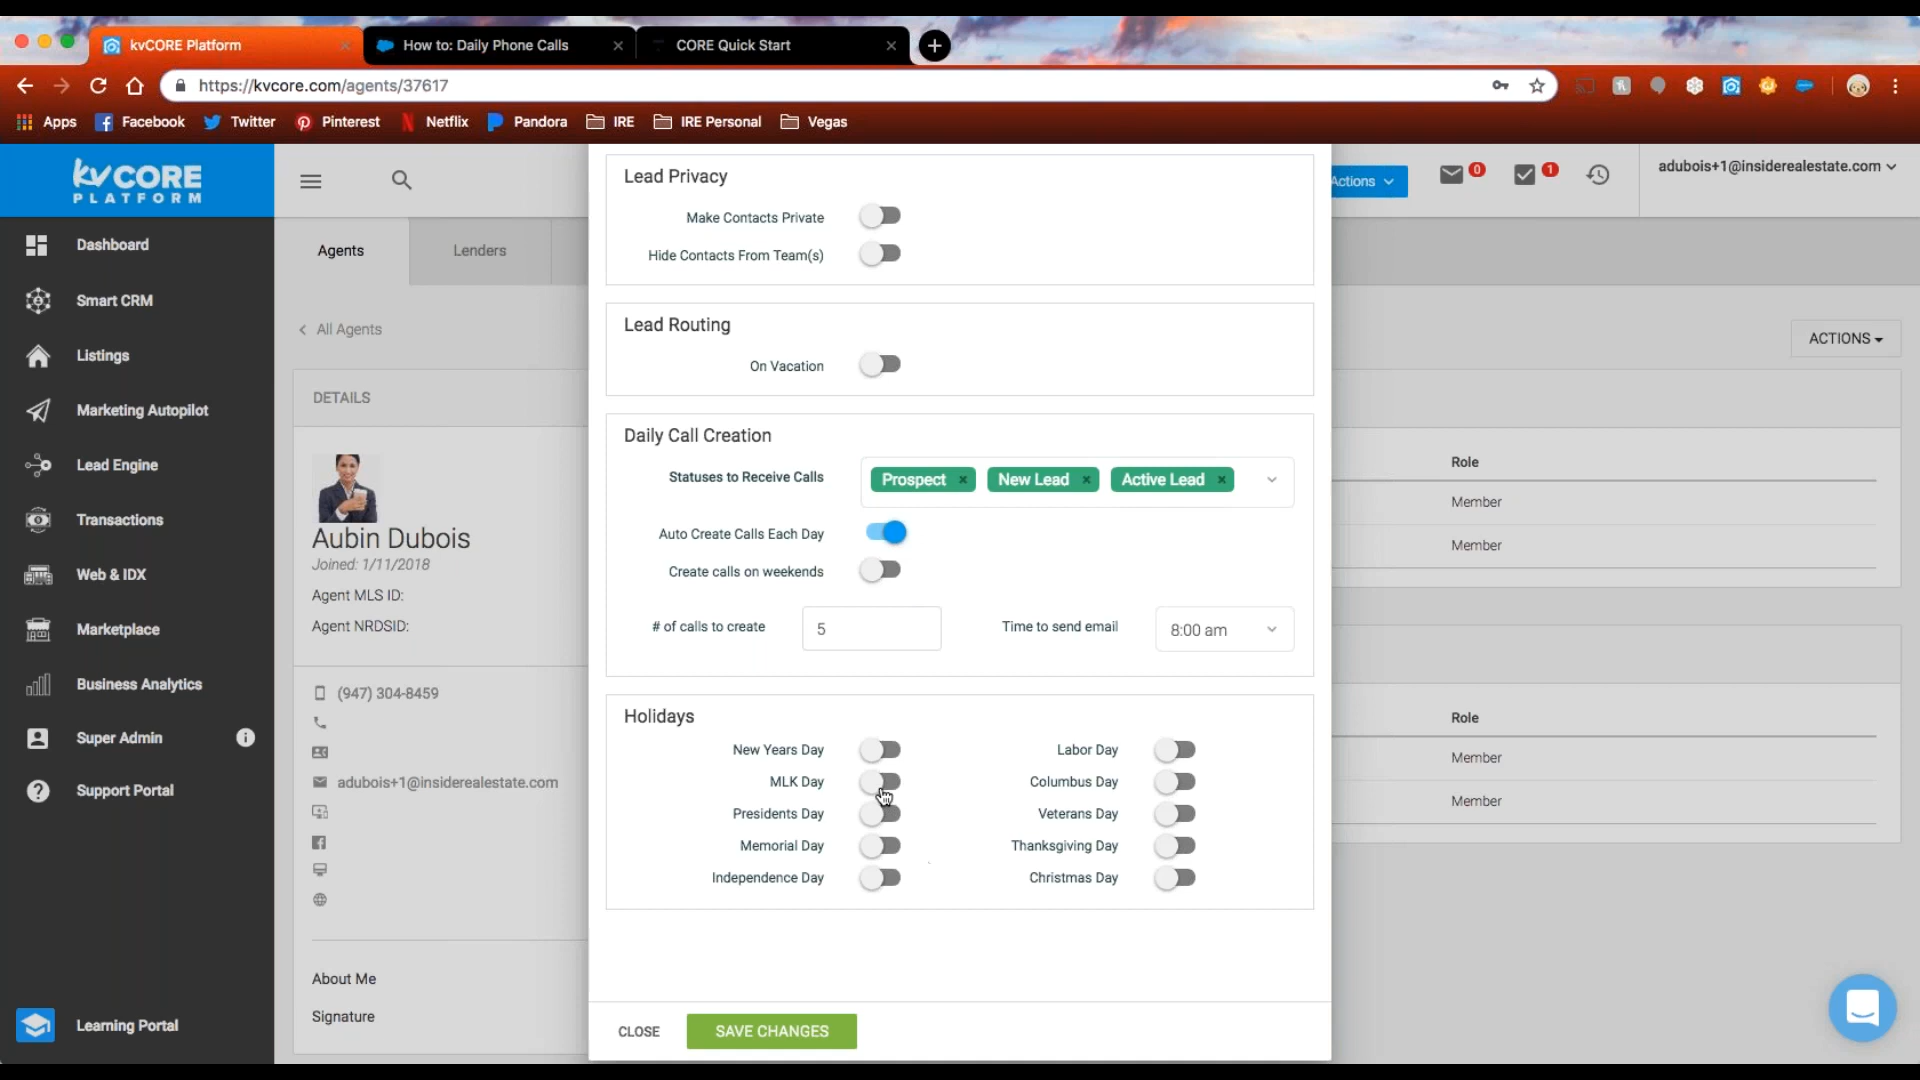 kvCORE Platform
How to: Daily Phone Calls
CORE Quick Start
https://kvcore.com/agents/37617
Apps
Facebook
Twitter
Pinterest
Netflix
Pandora
IRE
IRE Personal
Vegas
kvCORE
PLATFORM
Actions
0
1
adubois+1@insiderealestate.com
Dashboard
Smart CRM
Listings
Marketing Autopilot
Lead Engine
Transactions
Web & IDX
Marketplace
Business Analytics
Super Admin
Support Portal
Learning Portal
Agents
Lenders
All Agents
ACTIONS
DETAILS
Aubin Dubois
Joined: 1/11/2018
Agent MLS ID:
Agent NRDSID:
(947) 304-8459
adubois+1@insiderealestate.com
About Me
Signature
Lead Privacy
Make Contacts Private
Hide Contacts From Team(s)
Lead Routing
On Vacation
Daily Call Creation
Statuses to Receive Calls
Prospect × New Lead × Active Lead ×
Auto Create Calls Each Day
Create calls on weekends
# of calls to create 5
Time to send email 8:00 am
Holidays
New Years Day
Labor Day
MLK Day
Columbus Day
Presidents Day
Veterans Day
Memorial Day
Thanksgiving Day
Independence Day
Christmas Day
CLOSE
SAVE CHANGES
Role
Member
Member
Role
Member
Member